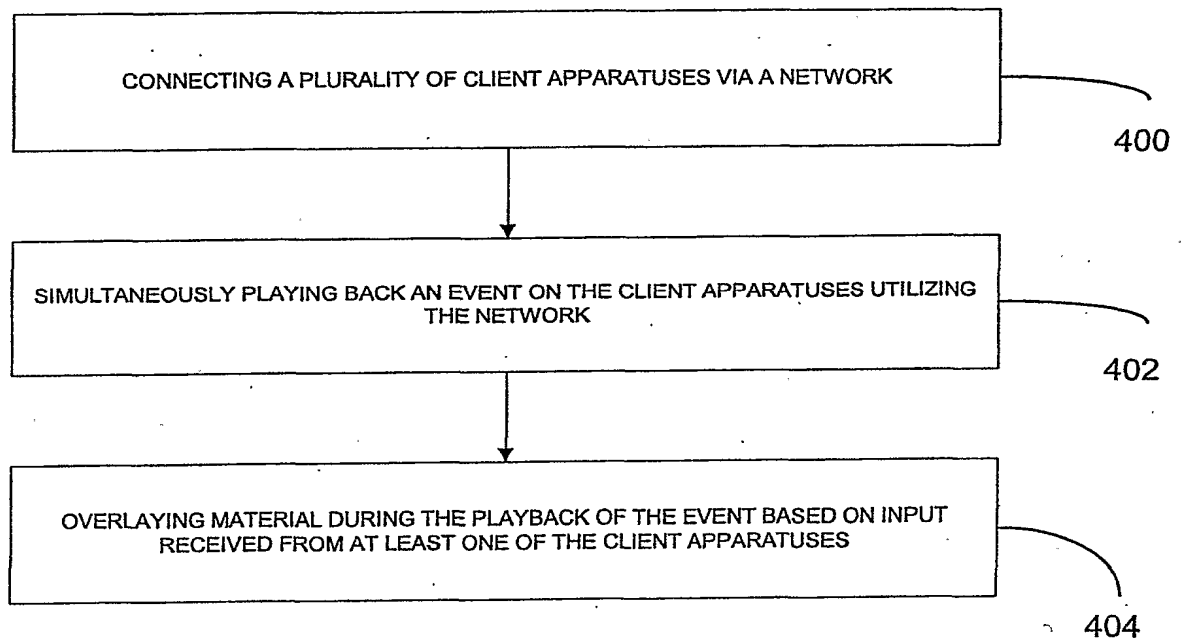 CONNECTING A PLURALITY OF CLIENT APPARATUSES VIA A NETWORK
400
SIMULTANEOUSLY PLAYING BACK AN EVENT ON THE CLIENT APPARATUSES UTILIZING
THE NETWORK
402
OVERLAYING MATERIAL DURING THE PLAYBACK OF THE EVENT BASED ON INPUT
RECEIVED FROM AT LEAST ONE OF THE CLIENT APPARATUSES
404